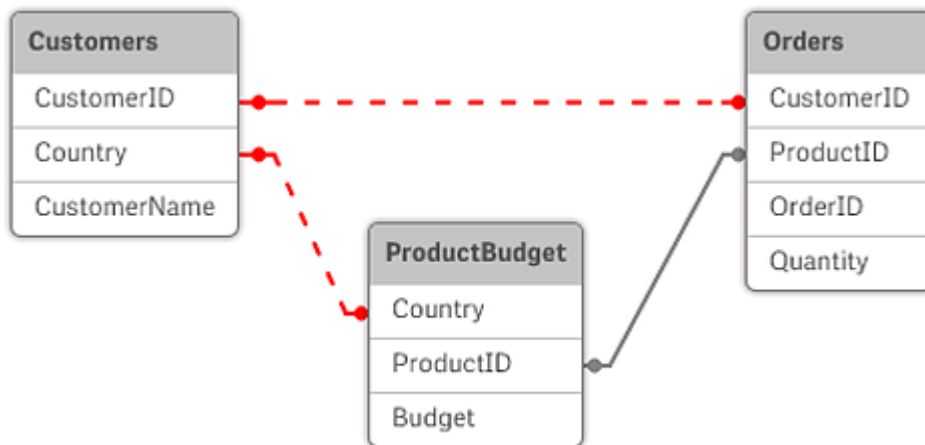 Customers
CustomerID
Country
CustomerName
ProductBudget
Country
ProductID
Budget
Orders
CustomerID
ProductID
OrderID
Quantity